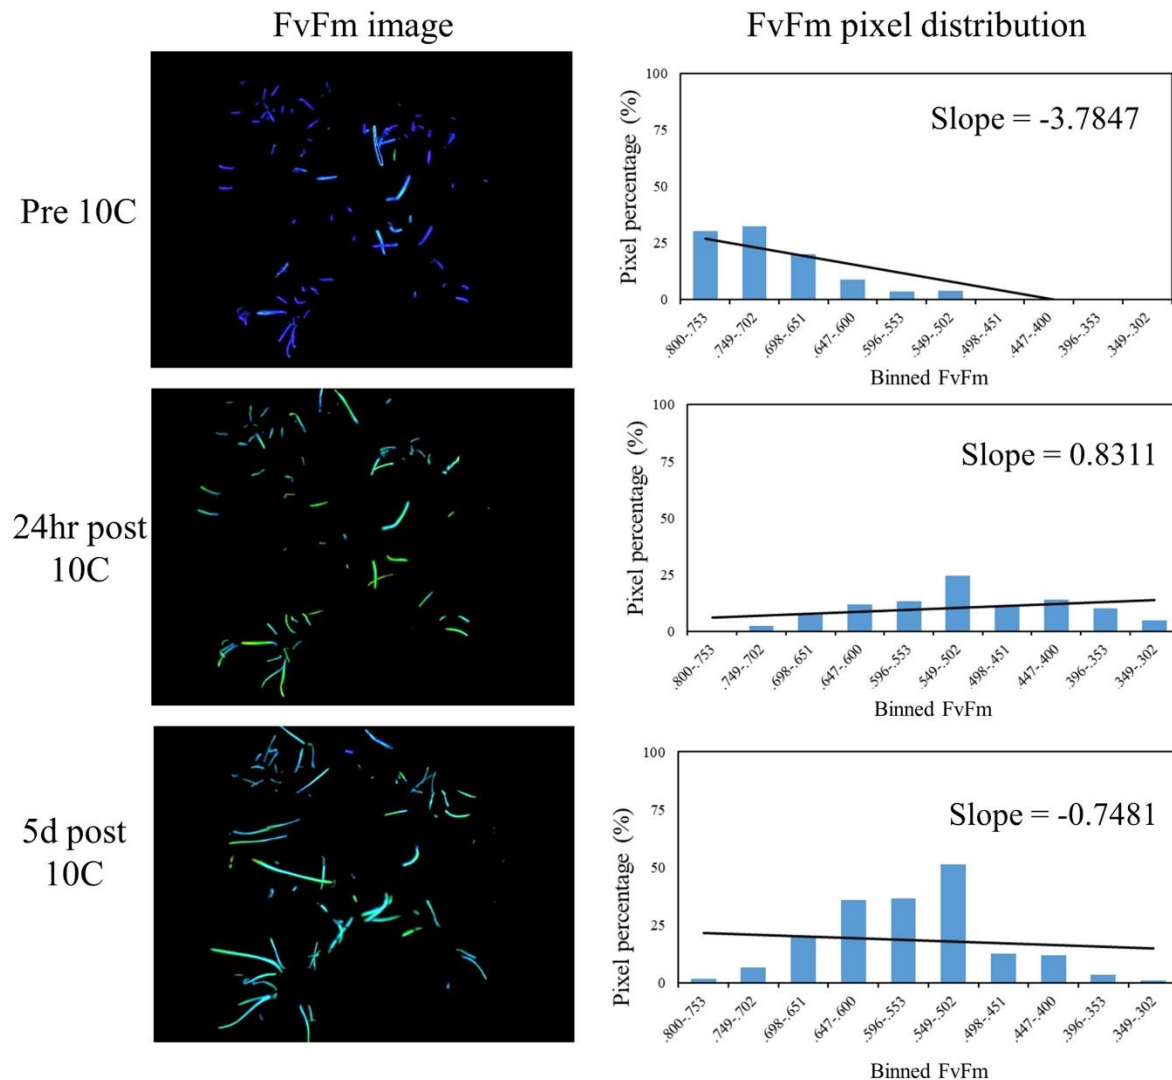 FvFm image
FvFm pixel distribution
Pre 10C
Pixel percentage (%)
100
75
50
25
0
Slope = -3.7847
.800-.753
.749-.702
.698-.651
.647-.600
.596-.553
.549-.502
.498-.451
.447-.400
.396-.353
.349-.302
Binned FvFm
24hr post
10C
Pixel percentage (%)
100
75
50
25
0
Slope = 0.8311
.800-.753
.749-.702
.698-.651
.647-.600
.596-.553
.549-.502
.498-.451
.447-.400
.396-.353
.349-.302
Binned FvFm
5d post
10C
Pixel percentage (%)
100
75
50
25
0
Slope = -0.7481
.800-.753
.749-.702
.698-.651
.647-.600
.596-.553
.549-.502
.498-.451
.447-.400
.396-.353
.349-.302
Binned FvFm